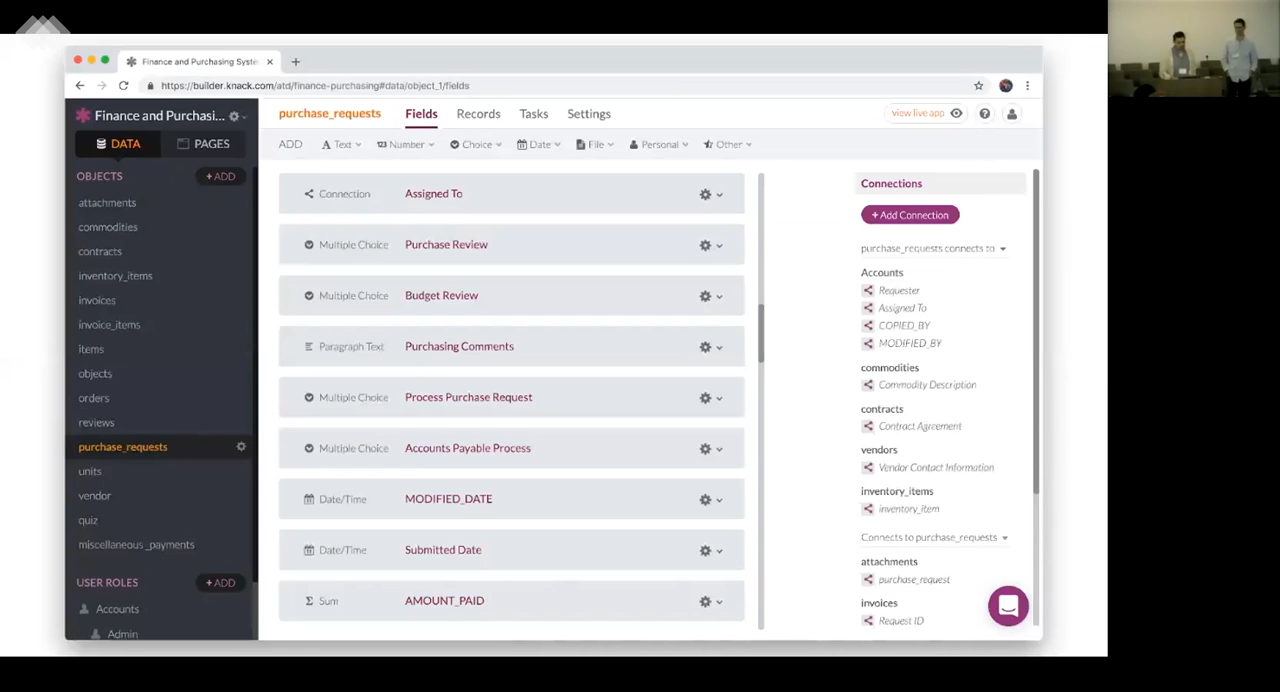 Finance and Purchasing Syste
https://builder.knack.com/atd/finance-purchasing#data/object_1/fields
Finance and Purchasi...
DATA
PAGES
OBJECTS
+ ADD
attachments
commodities
contracts
inventory_items
invoices
invoice_items
items
objects
orders
reviews
purchase_requests
units
vendor
quiz
miscellaneous _payments
USER ROLES
+ ADD
Accounts
Admin
purchase_requests
Fields
Records
Tasks
Settings
view live app
ADD
Text
Number
Choice
Date
File
Personal
Other
Connection Assigned To
Multiple Choice Purchase Review
Multiple Choice Budget Review
Paragraph Text Purchasing Comments
Multiple Choice Process Purchase Request
Multiple Choice Accounts Payable Process
Date/Time MODIFIED_DATE
Date/Time Submitted Date
Sum AMOUNT_PAID
Connections
+ Add Connection
purchase_requests connects to
Accounts
Requester
Assigned To
COPIED_BY
MODIFIED_BY
commodities
Commodity Description
contracts
Contract Agreement
vendors
Vendor Contact Information
inventory_items
inventory_item
Connects to purchase_requests
attachments
purchase_request
invoices
Request ID